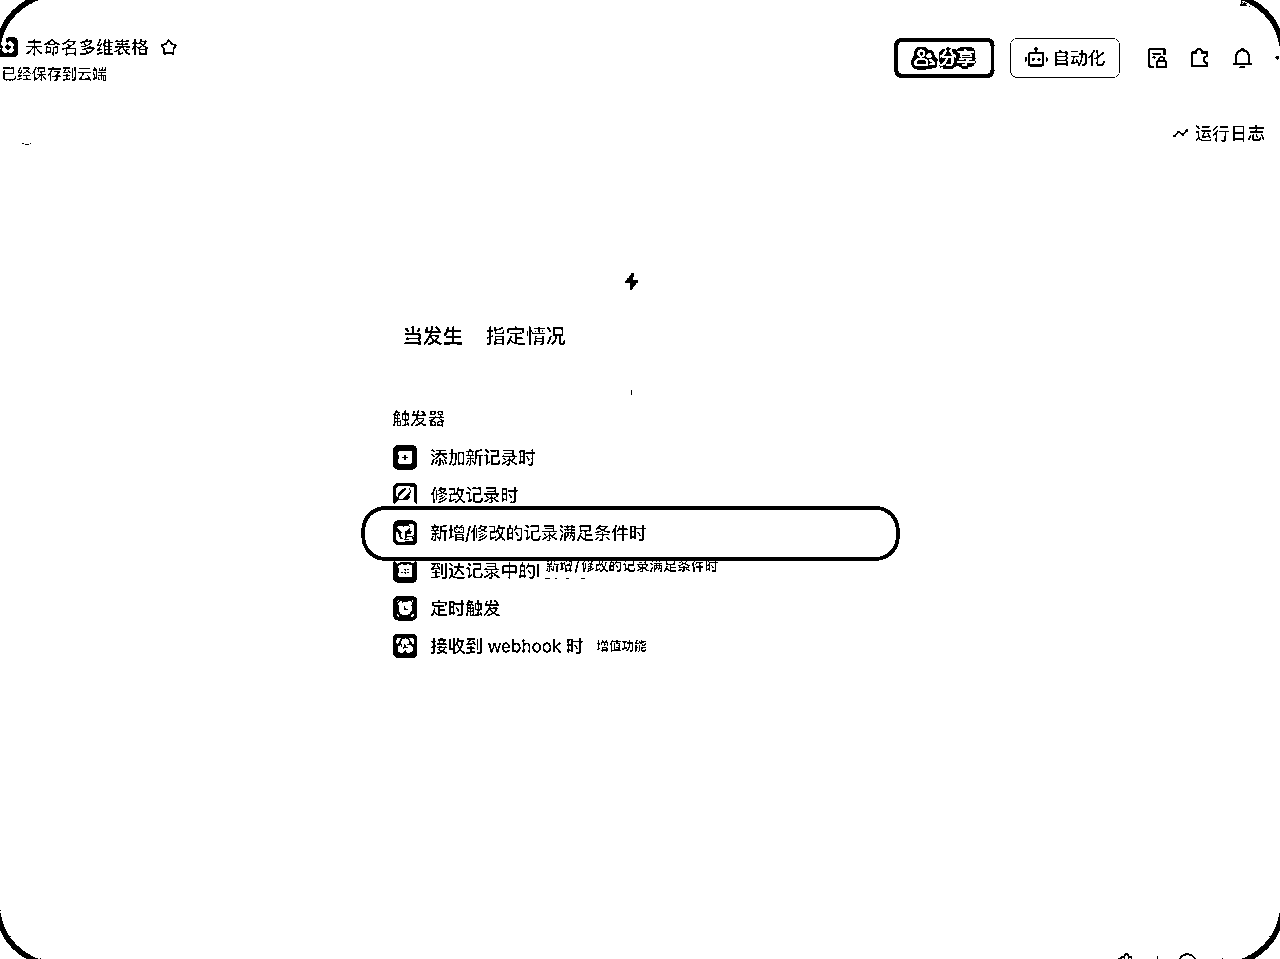 未命名多维表格
已经保存到云端
分享
自动化
运行日志
当发生 指定情况
触发器
添加新记录时
修改记录时
新增/修改的记录满足条件时
到达记录中的
新增/修改的记录满足条件时
定时触发
接收到 webhook 时 增值功能